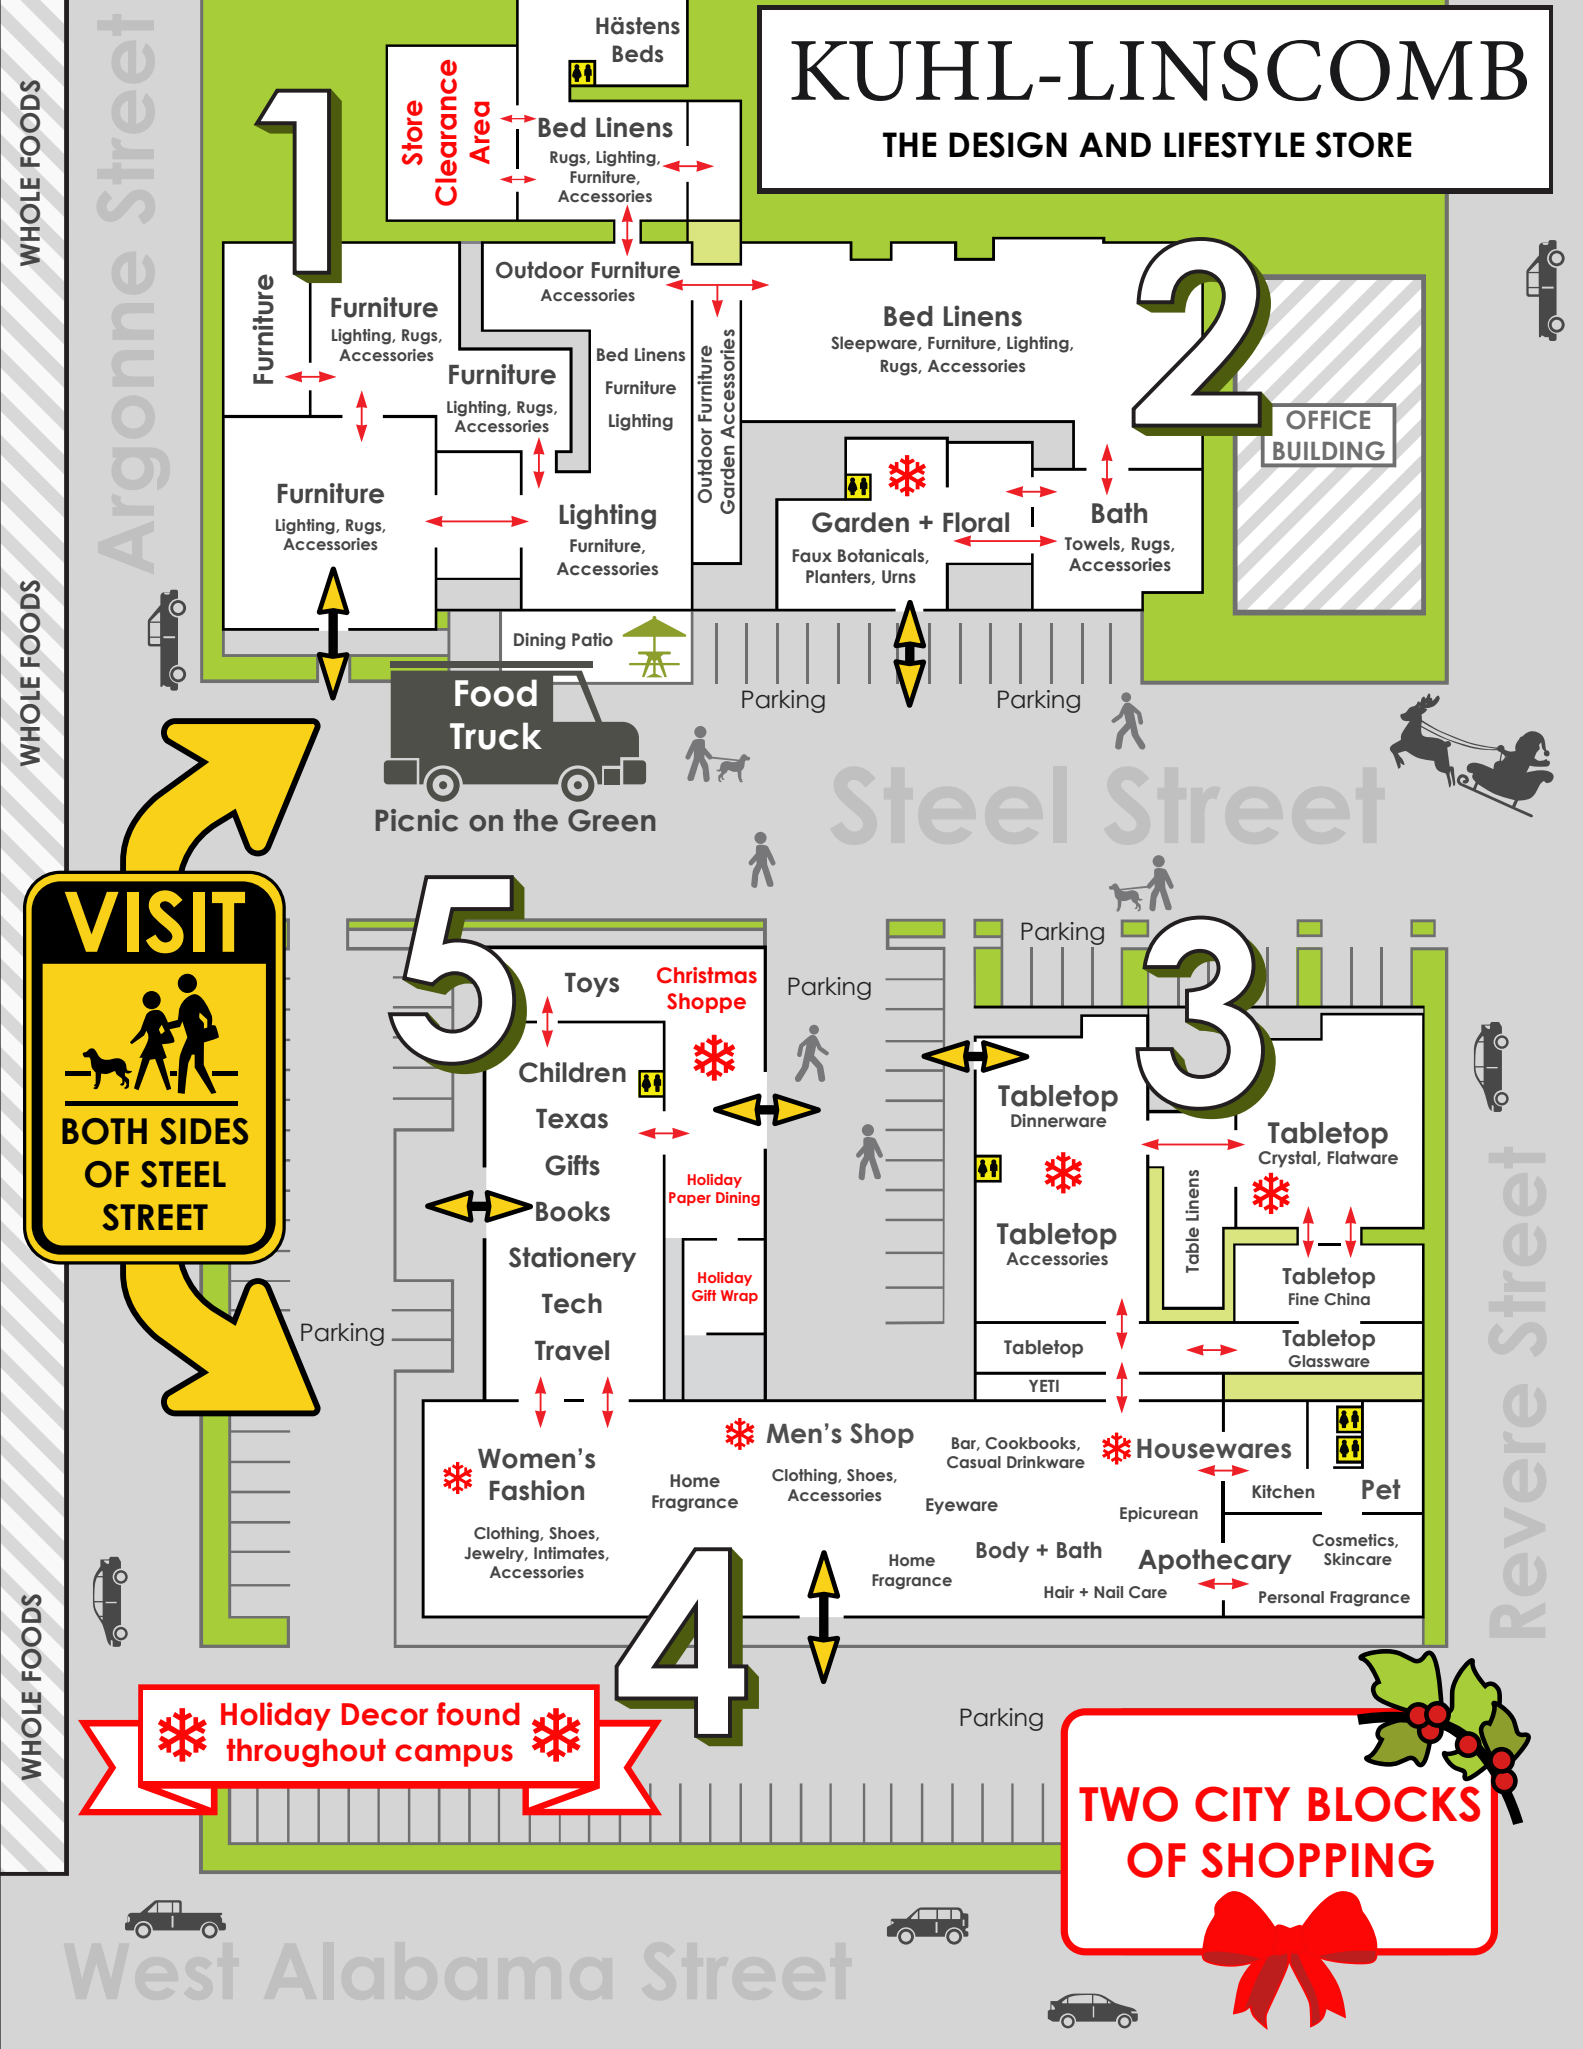 KUHL-LINSCOMB
THE DESIGN AND LIFESTYLE STORE
WHOLE FOODS
WHOLE FOODS
WHOLE FOODS
Argonne Street
1
Hästens
Beds
Store
Clearance
Area
Bed Linens
Rugs, Lighting,
Furniture,
Accessories
Furniture
Furniture
Lighting, Rugs,
Accessories
Furniture
Lighting, Rugs,
Accessories
Furniture
Lighting, Rugs,
Accessories
Outdoor Furniture
Accessories
Bed Linens
Furniture
Lighting
Lighting
Furniture,
Accessories
Outdoor Furniture
Garden Accessories
2
Bed Linens
Sleepware, Furniture, Lighting,
Rugs, Accessories
Garden + Floral
Faux Botanicals,
Planters, Urns
Bath
Towels, Rugs,
Accessories
OFFICE
BUILDING
Dining Patio
Food
Truck
Picnic on the Green
Parking
Parking
Steel Street
VISIT
BOTH SIDES
OF STEEL
STREET
5
Toys
Christmas
Shoppe
Children
Texas
Gifts
Books
Stationery
Tech
Travel
Holiday
Paper Dining
Holiday
Gift Wrap
Parking
Parking
Parking
3
Tabletop
Dinnerware
Tabletop
Accessories
Table Linens
Tabletop
Crystal, Flatware
Tabletop
Fine China
Tabletop
Tabletop
Glassware
YETI
Revere Street
4
Women's
Fashion
Clothing, Shoes,
Jewelry, Intimates,
Accessories
Home
Fragrance
Men's Shop
Clothing, Shoes,
Accessories
Bar, Cookbooks,
Casual Drinkware
Eyeware
Housewares
Epicurean
Kitchen
Pet
Home
Fragrance
Body + Bath
Hair + Nail Care
Apothecary
Cosmetics,
Skincare
Personal Fragrance
Holiday Decor found
throughout campus
Parking
TWO CITY BLOCKS
OF SHOPPING
West Alabama Street